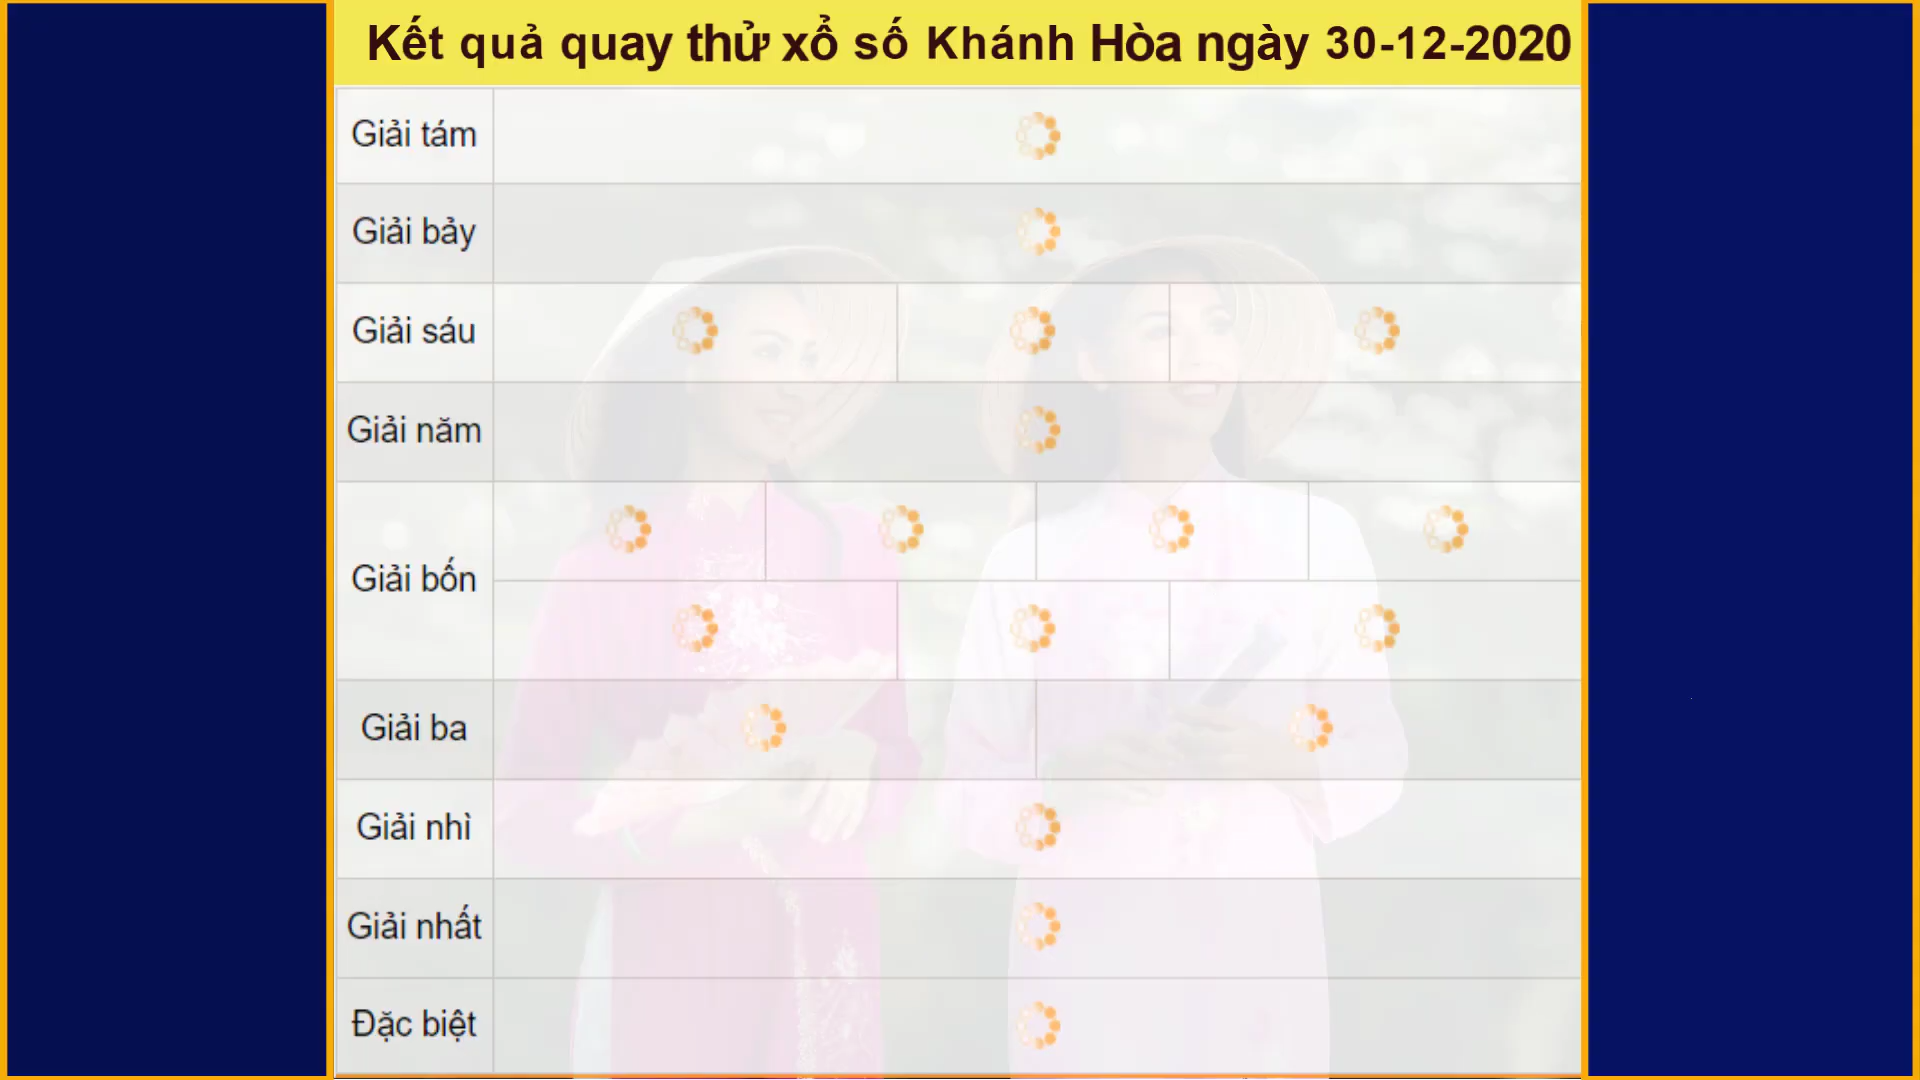 Kết quả quay thử xổ số Khánh Hòa ngày 30-12-2020
Giải tám
Giải bảy
Giải sáu
Giải năm
Giải bốn
Giải ba
Giải nhì
Giải nhất
Đặc biệt